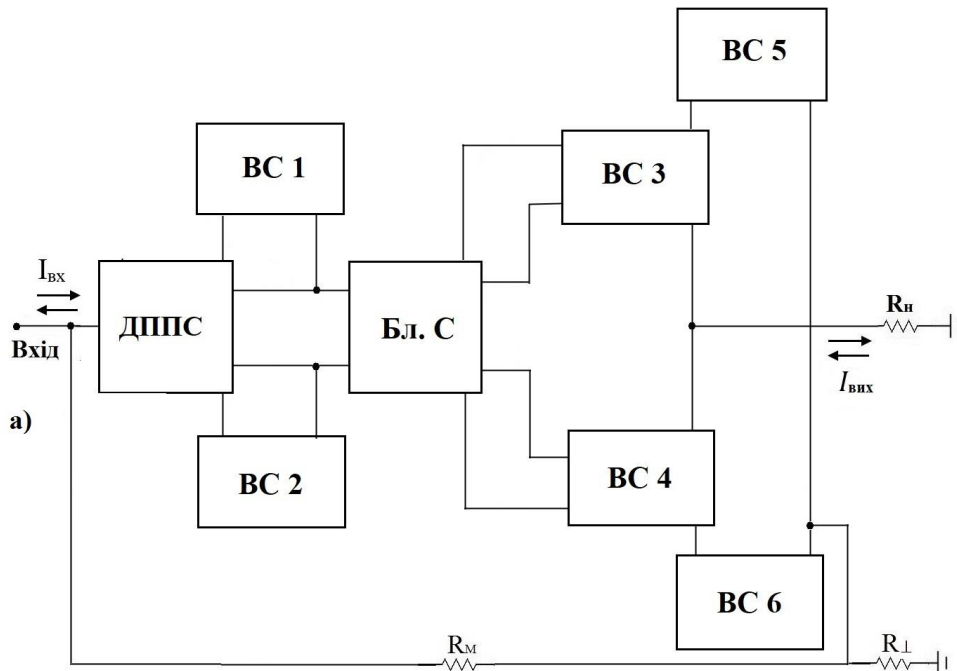 ВС 5
ВС 1
ВС 3
Iвх
ДППС
Бл. С
Rн
Вхід
Iвих
а)
ВС 2
ВС 4
ВС 6
Rм
R⊥